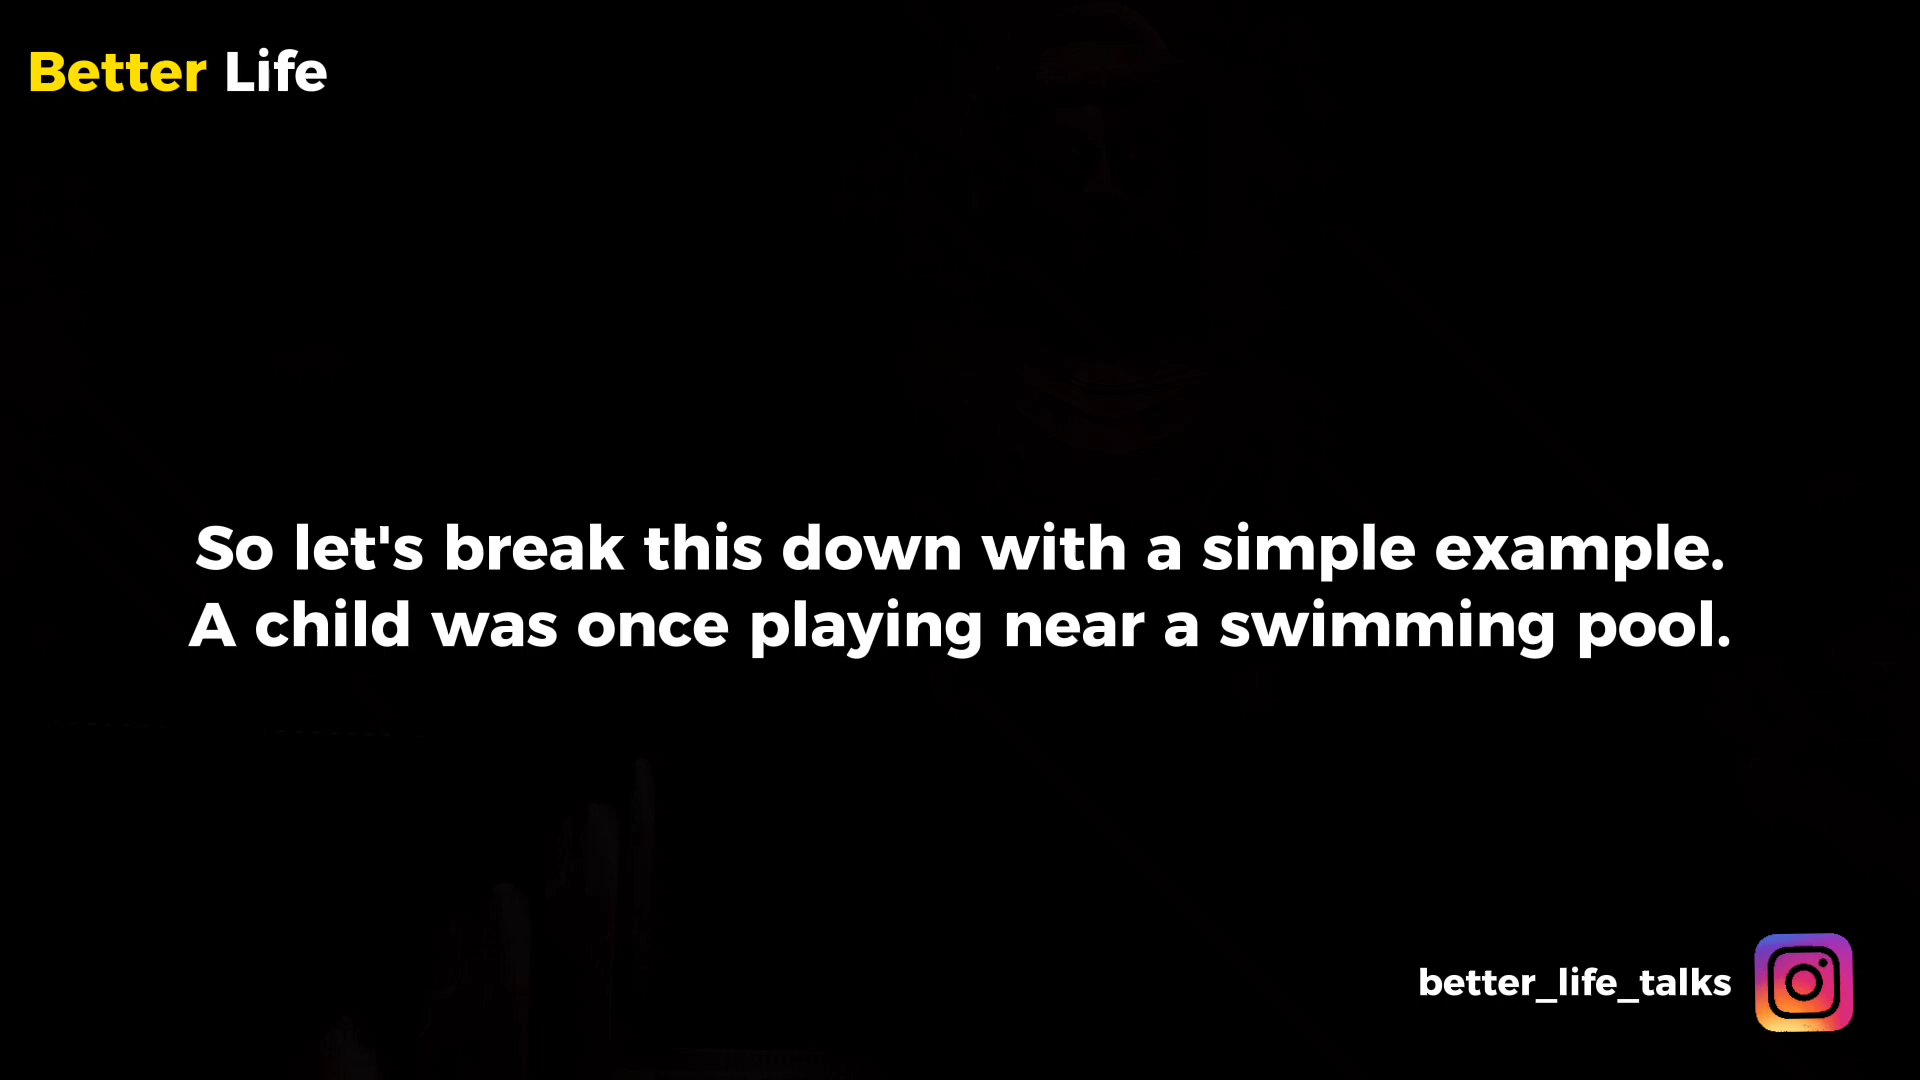 Better Life
So let's break this down with a simple example.
A child was once playing near a swimming pool.
better_life_talks